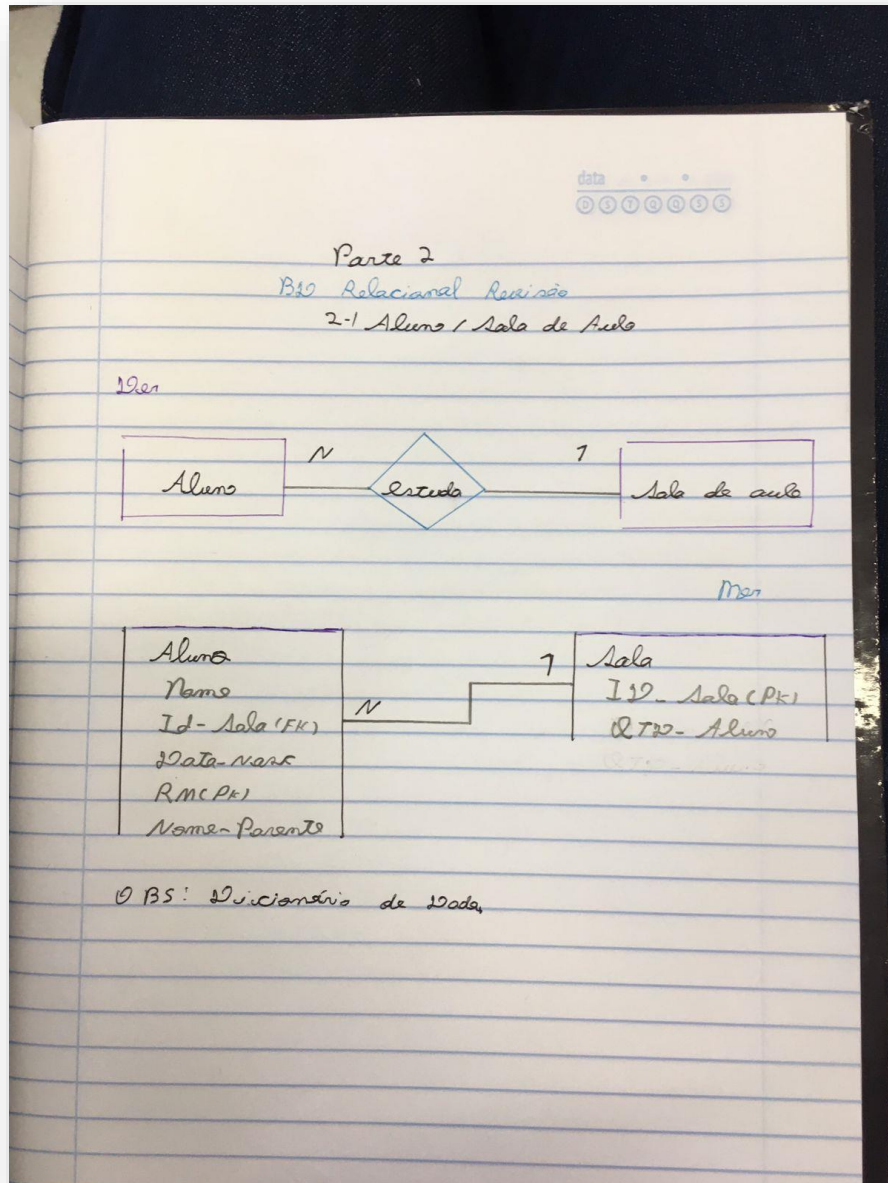 data
D S T Q Q S S
Parte 2
BD Relacional Revisão
2-1 Aluno / Sala de Aula
Der
N
1
Aluno
estuda
Sala de aula
Mer
Aluno
Nome
Id-Sala (FK)
Data-Nasc
RM (PK)
Nome-Parente
N
1
Sala
ID-Sala (PK)
QTD-Aluno
OBS: Dicionário de Dados